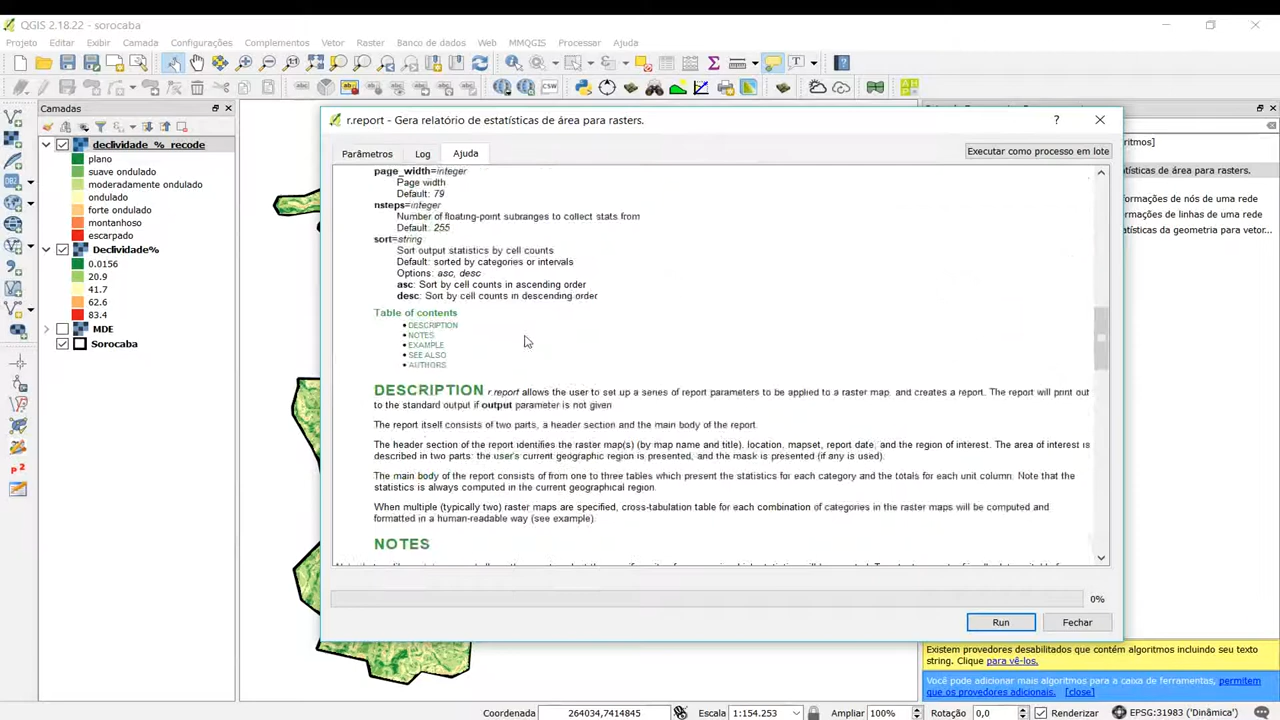 QGIS 2.18.22 - sorocaba
Projeto Editar Exibir Camada Configurações Complementos Vetor Raster Banco de dados Web MMQGIS Processar Ajuda
Camadas
declividade_%_recode
plano
suave ondulado
moderadamente ondulado
ondulado
forte ondulado
montanhoso
escarpado
Declividade%
0.0156
20.9
41.7
62.6
83.4
MDE
Sorocaba
r.report - Gera relatório de estatísticas de área para rasters.
Parâmetros Log Ajuda
Executar como processo em lote
page_width=integer
Page width
Default: 79
nsteps=integer
Number of floating-point subranges to collect stats from
Default: 255
sort=string
Sort output statistics by cell counts
Default: sorted by categories or intervals
Options: asc, desc
asc: Sort by cell counts in ascending order
desc: Sort by cell counts in descending order
Table of contents
DESCRIPTION
NOTES
EXAMPLE
SEE ALSO
AUTHORS
DESCRIPTION r.report allows the user to set up a series of report parameters to be applied to a raster map, and creates a report. The report will print out
to the standard output if output parameter is not given
The report itself consists of two parts, a header section and the main body of the report.
The header section of the report identifies the raster map(s) (by map name and title), location, mapset, report date, and the region of interest. The area of interest is
described in two parts: the user's current geographic region is presented, and the mask is presented (if any is used).
The main body of the report consists of from one to three tables which present the statistics for each category and the totals for each unit column. Note that the
statistics is always computed in the current geographical region.
When multiple (typically two) raster maps are specified, cross-tabulation table for each combination of categories in the raster maps will be computed and
formatted in a human-readable way (see example).
NOTES
0%
Run Fechar
oritmos)
tísticas de área para rasters.
formações de nós de uma rede
ormações de linhas de uma rede
atísticas da geometria para vetor...
Existem provedores desabilitados que contém algoritmos incluindo seu texto
string. Clique para vê-los.
Você pode adicionar mais algoritmos para a caixa de ferramentas, permitem
que os provedores adicionais. [close]
Coordenada 264034,7414845 Escala 1:154.253 Ampliar 100% Rotação 0,0 Renderizar EPSG:31983 ('Dinâmica')